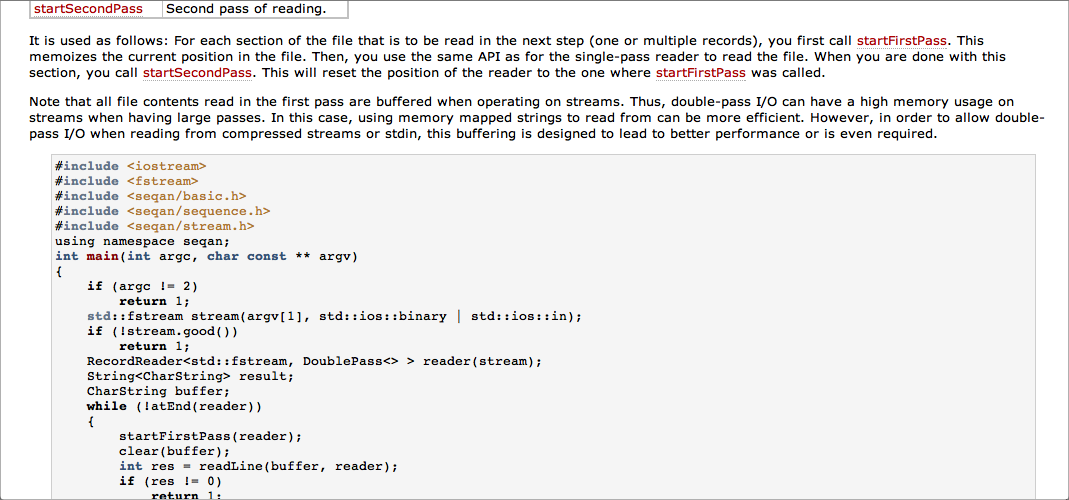 startSecondPass Second pass of reading.
It is used as follows: For each section of the file that is to be read in the next step (one or multiple records), you first call startFirstPass. This
memoizes the current position in the file. Then, you use the same API as for the single-pass reader to read the file. When you are done with this
section, you call startSecondPass. This will reset the position of the reader to the one where startFirstPass was called.
Note that all file contents read in the first pass are buffered when operating on streams. Thus, double-pass I/O can have a high memory usage on
streams when having large passes. In this case, using memory mapped strings to read from can be more efficient. However, in order to allow double-
pass I/O when reading from compressed streams or stdin, this buffering is designed to lead to better performance or is even required.
#include <iostream>
#include <fstream>
#include <seqan/basic.h>
#include <seqan/sequence.h>
#include <seqan/stream.h>
using namespace seqan;
int main(int argc, char const ** argv)
{
    if (argc != 2)
        return 1;
    std::fstream stream(argv[1], std::ios::binary | std::ios::in);
    if (!stream.good())
        return 1;
    RecordReader<std::fstream, DoublePass<> > reader(stream);
    String<CharString> result;
    CharString buffer;
    while (!atEnd(reader))
    {
        startFirstPass(reader);
        clear(buffer);
        int res = readLine(buffer, reader);
        if (res != 0)
            return 1;